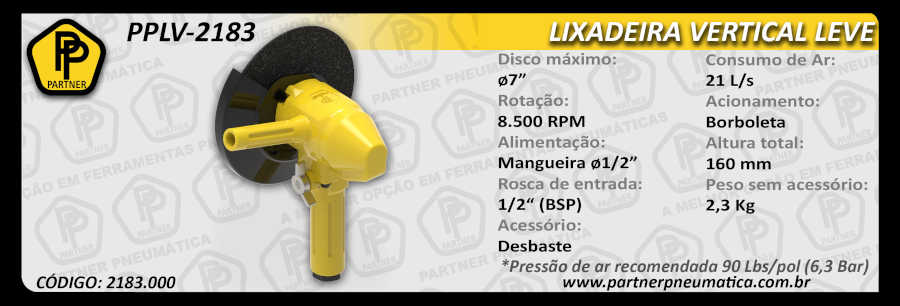 PPLV-2183
LIXADEIRA VERTICAL LEVE
PP
PARTNER
Disco máximo:
ø7”
Rotação:
8.500 RPM
Alimentação:
Mangueira ø1/2”
Rosca de entrada:
1/2“ (BSP)
Acessório:
Desbaste
Consumo de Ar:
21 L/s
Acionamento:
Borboleta
Altura total:
160 mm
Peso sem acessório:
2,3 Kg
*Pressão de ar recomendada 90 Lbs/pol (6,3 Bar)
CÓDIGO: 2183.000
www.partnerpneumatica.com.br